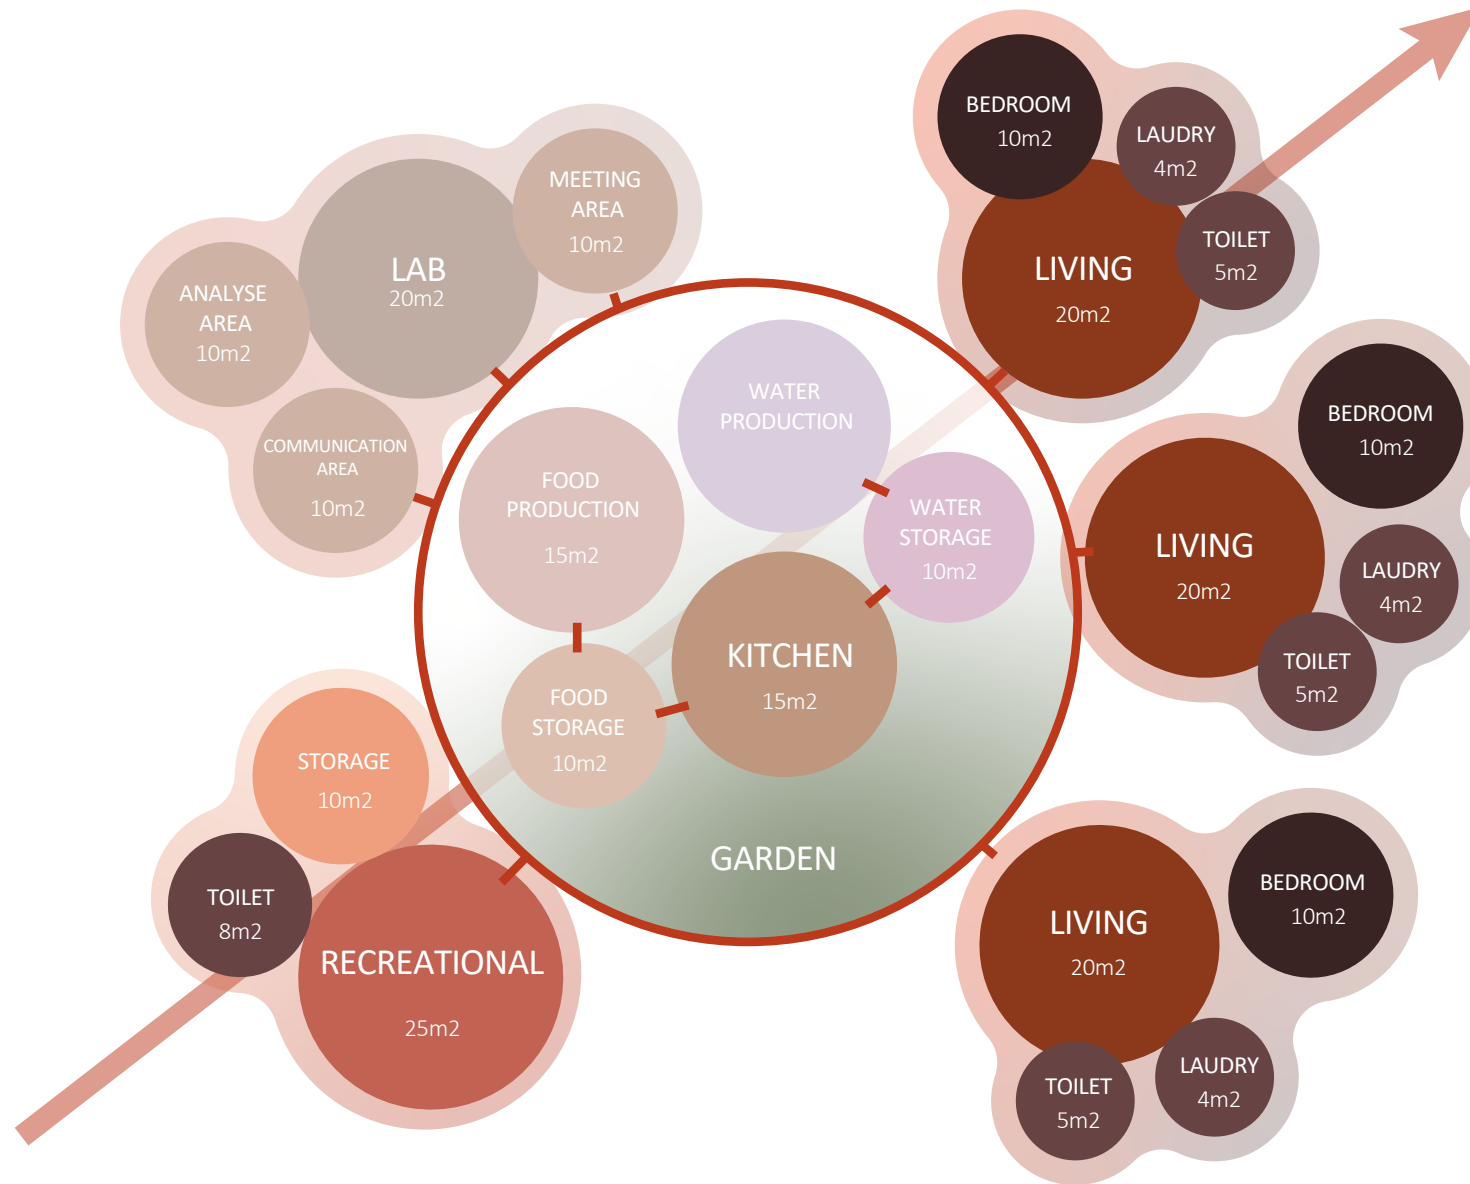 BEDROOM
10m2
LAUDRY
4m2
TOILET
5m2
LIVING
20m2
MEETING
AREA
10m2
LAB
20m2
ANALYSE
AREA
10m2
COMMUNICATION
AREA
10m2
WATER
PRODUCTION
FOOD
PRODUCTION
15m2
WATER
STORAGE
10m2
KITCHEN
15m2
FOOD
STORAGE
10m2
GARDEN
BEDROOM
10m2
LIVING
20m2
LAUDRY
4m2
TOILET
5m2
STORAGE
10m2
TOILET
8m2
RECREATIONAL
25m2
LIVING
20m2
BEDROOM
10m2
LAUDRY
4m2
TOILET
5m2